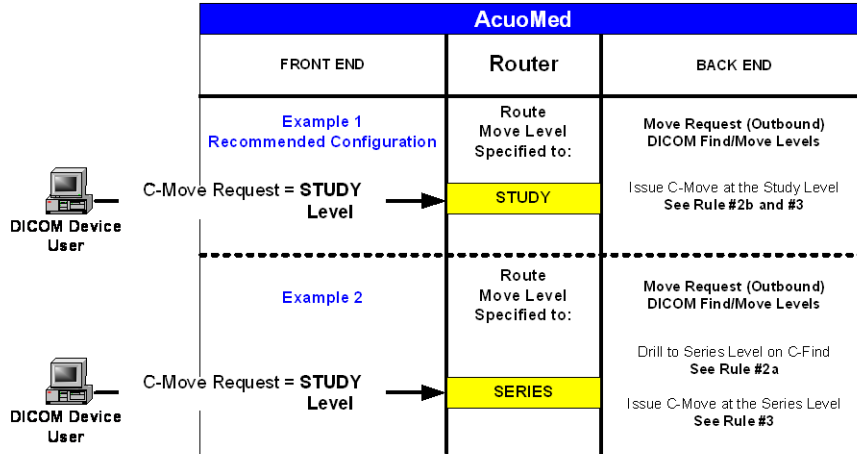 AcuoMed
FRONT END
Router
BACK END
Example 1
Recommended Configuration
Route
Move Level
Specified to:
Move Request (Outbound)
DICOM Find/Move Levels
DICOM Device
User
C-Move Request = STUDY
Level
STUDY
Issue C-Move at the Study Level
See Rule #2b and #3
Example 2
Route
Move Level
Specified to:
Move Request (Outbound)
DICOM Find/Move Levels
DICOM Device
User
C-Move Request = STUDY
Level
SERIES
Drill to Series Level on C-Find
See Rule #2a
Issue C-Move at the Series Level
See Rule #3